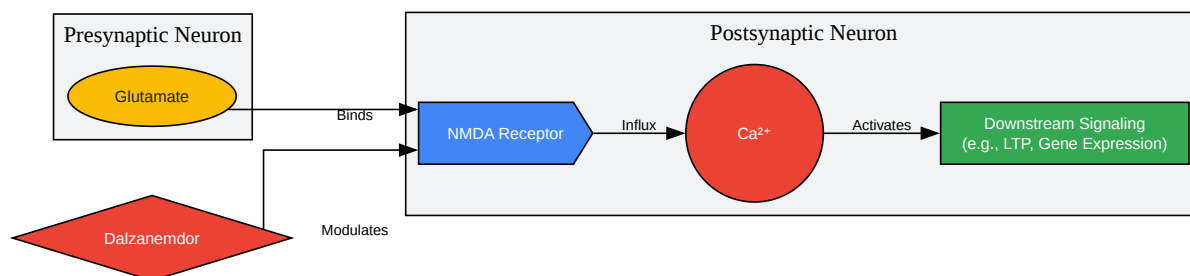 Presynaptic Neuron
Glutamate
Binds
Postsynaptic Neuron
NMDA Receptor
Influx
Ca²⁺
Activates
Downstream Signaling
(e.g., LTP, Gene Expression)
Dalzanemdor
Modulates